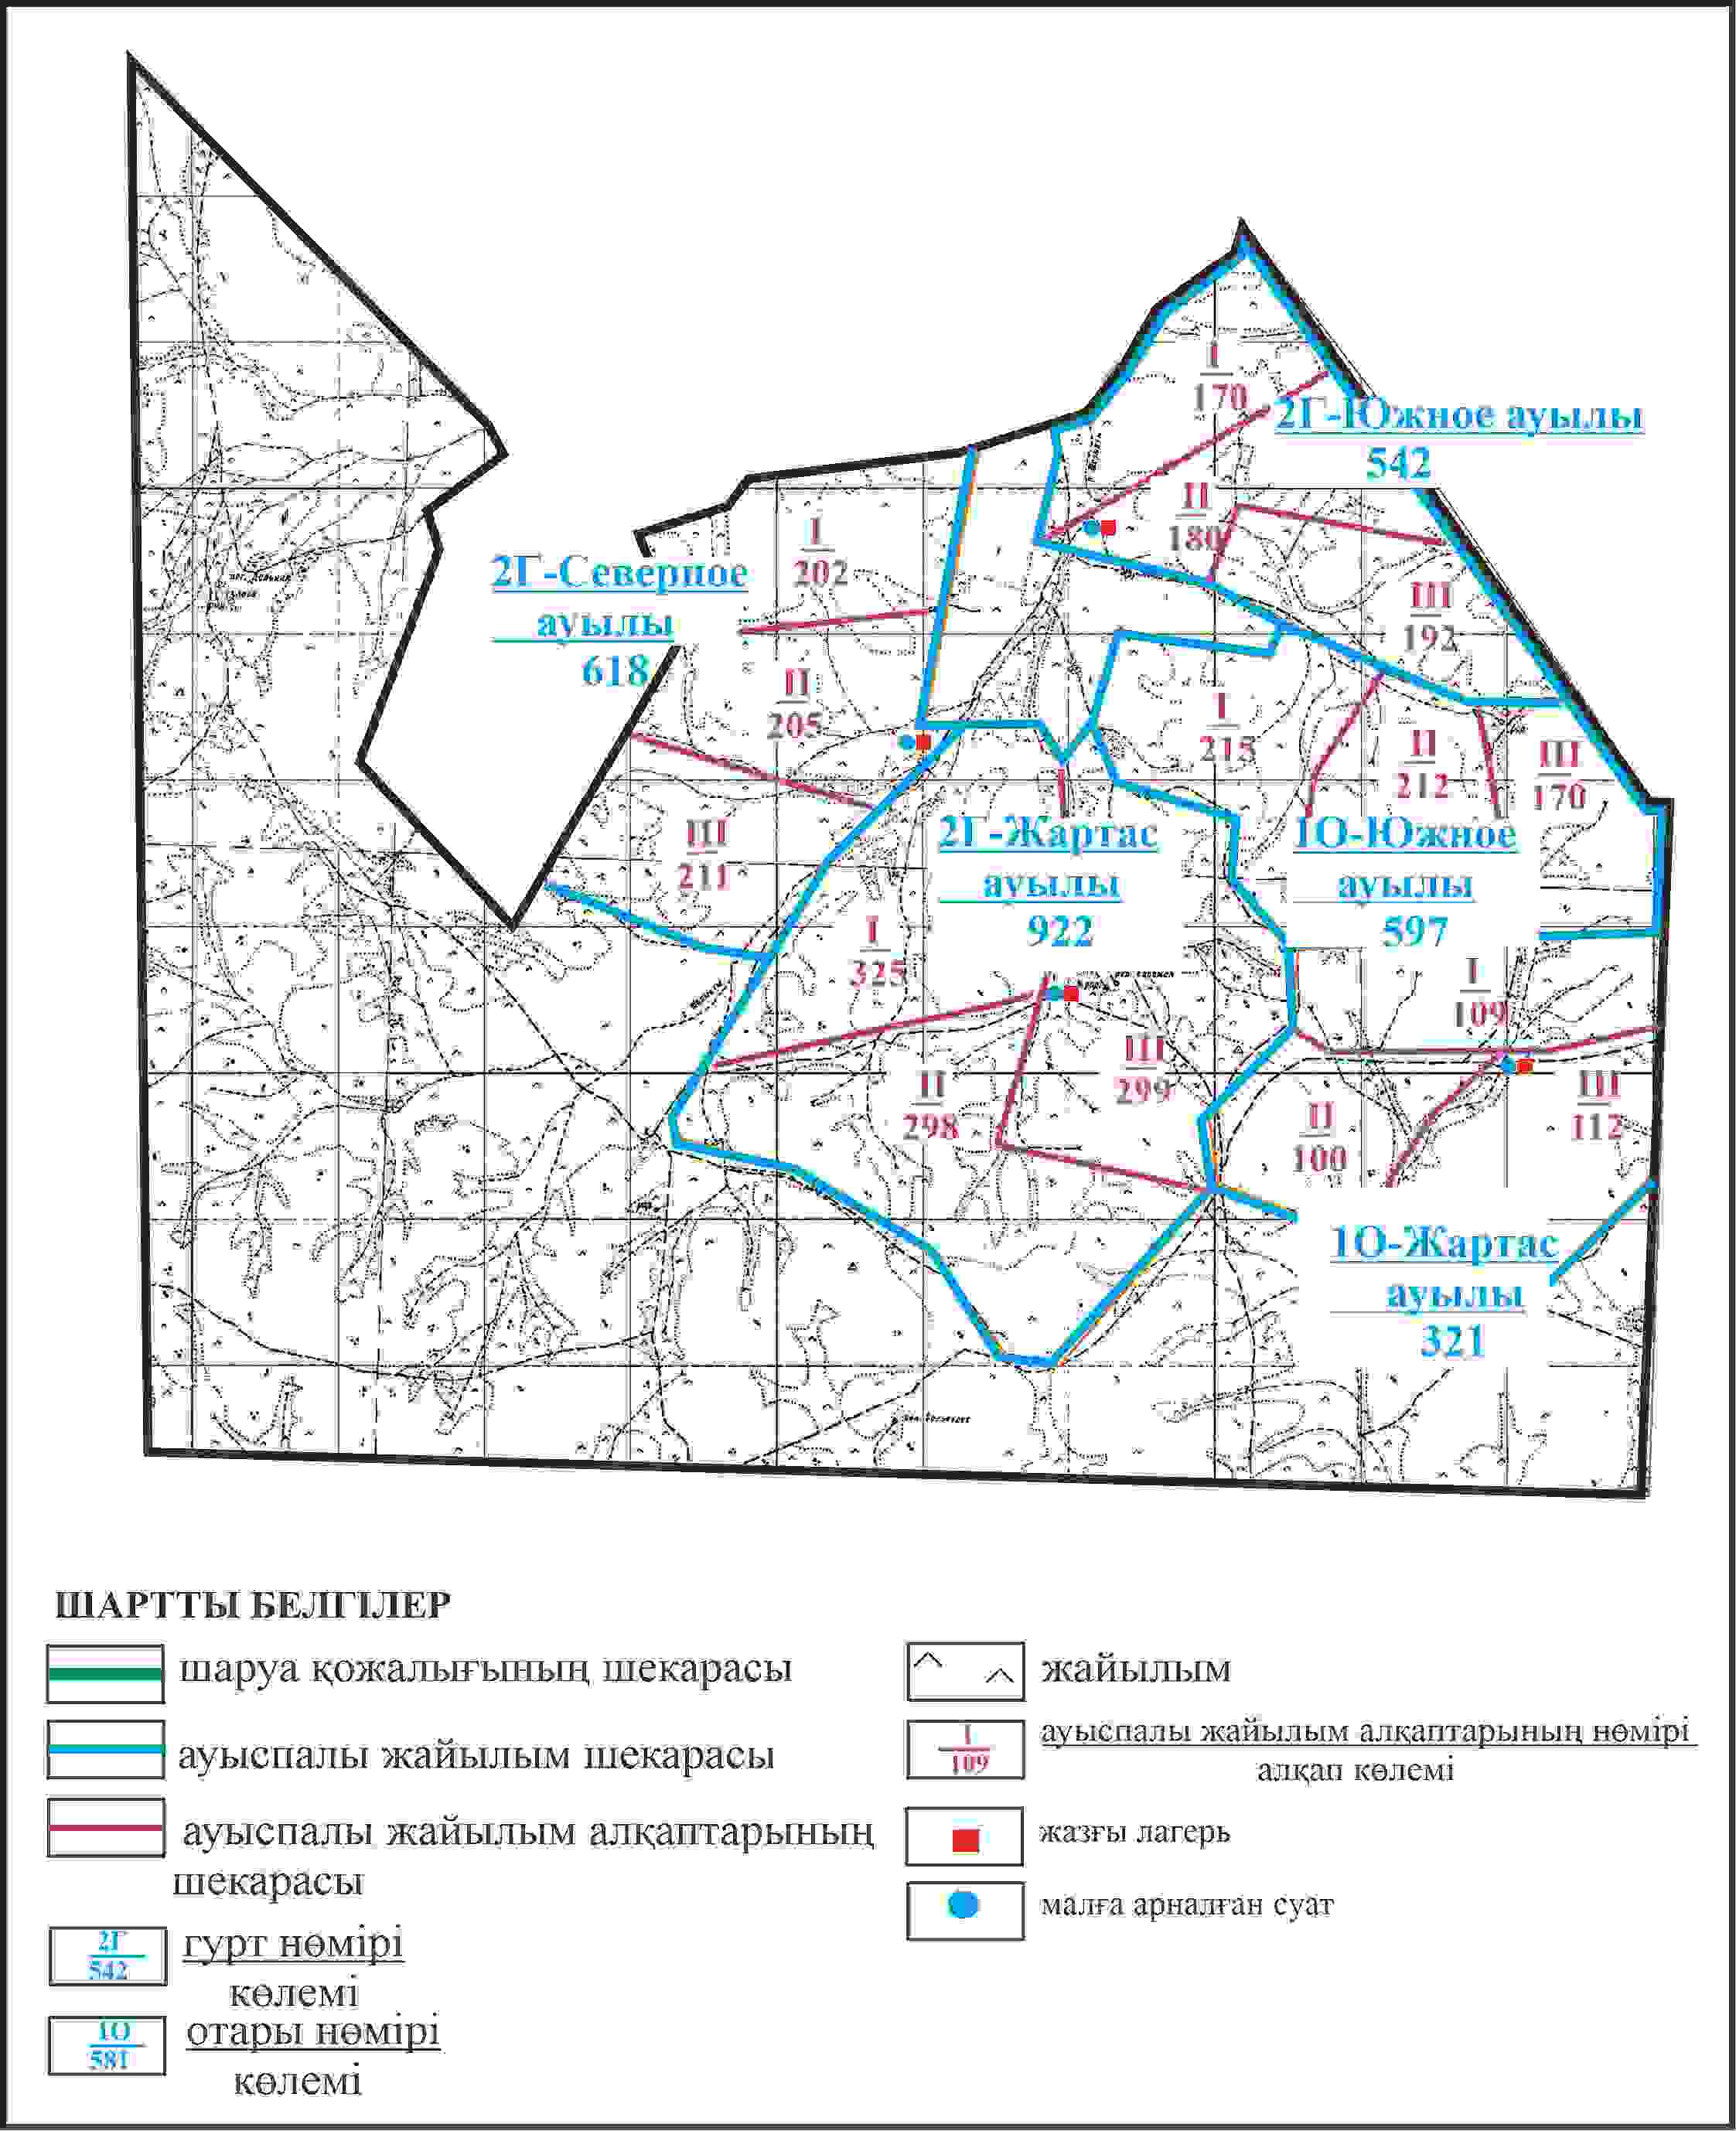 I
170
2Г-Южное ауылы
542
II
180
I
202
2Г-Северное
ауылы
618
III
192
II
205
I
215
II
212
III
170
III
211
2Г-Жартас
ауылы
922
1О-Южное
ауылы
597
I
325
I
109
III
299
II
298
II
100
III
112
1О-Жартас
ауылы
321
ШАРТТЫ БЕЛГІЛЕР
шаруа қожалығының шекарасы
ауыспалы жайылым шекарасы
ауыспалы жайылым алқаптарының
шекарасы
2Г
542
гурт нөмірі
көлемі
1О
581
отары нөмірі
көлемі
жайылым
I
109
ауыспалы жайылым алқаптарының нөмірі
алқап көлемі
жазғы лагерь
малға арналған суат